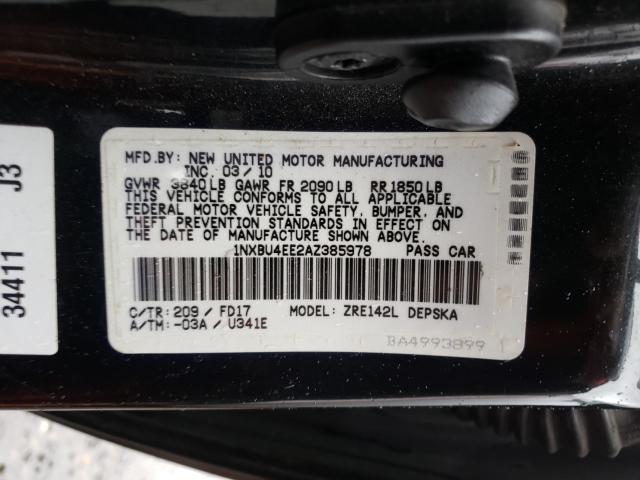 MFD.BY: NEW UNITED MOTOR MANUFACTURING
INC. 03/10
GVWR 3840LB GAWR FR 2090LB RR 1850LB
THIS VEHICLE CONFORMS TO ALL APPLICABLE
FEDERAL MOTOR VEHICLE SAFETY, BUMPER, AND
THEFT PREVENTION STANDARDS IN EFFECT ON
THE DATE OF MANUFACTURE SHOWN ABOVE.
1NXBU4EE2AZ385978 PASS CAR
C/TR: 209 / FD17 MODEL: ZRE142L DEPSKA
A/TM: -03A / U341E
BA4993899
34411 J3